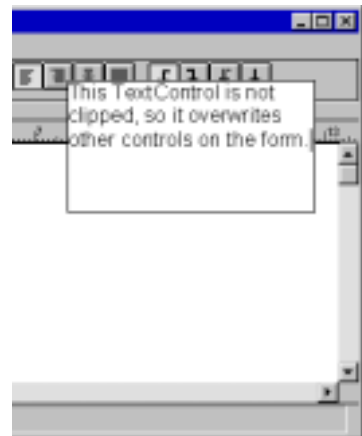 This TextControl is not
clipped, so it overwrites
other controls on the form.